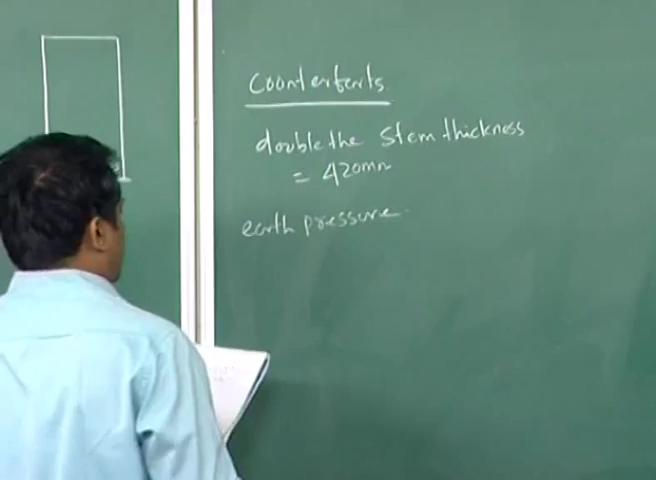 Counterforts
double the stem thickness
= 420mm
earth pressure